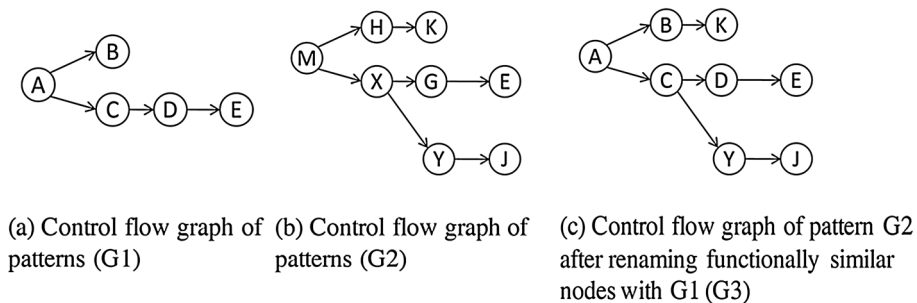 A B C D E
M H K X G E Y J
A B K C D E Y J
(a) Control flow graph of
patterns (G1)
(b) Control flow graph of
patterns (G2)
(c) Control flow graph of pattern G2
after renaming functionally similar
nodes with G1 (G3)